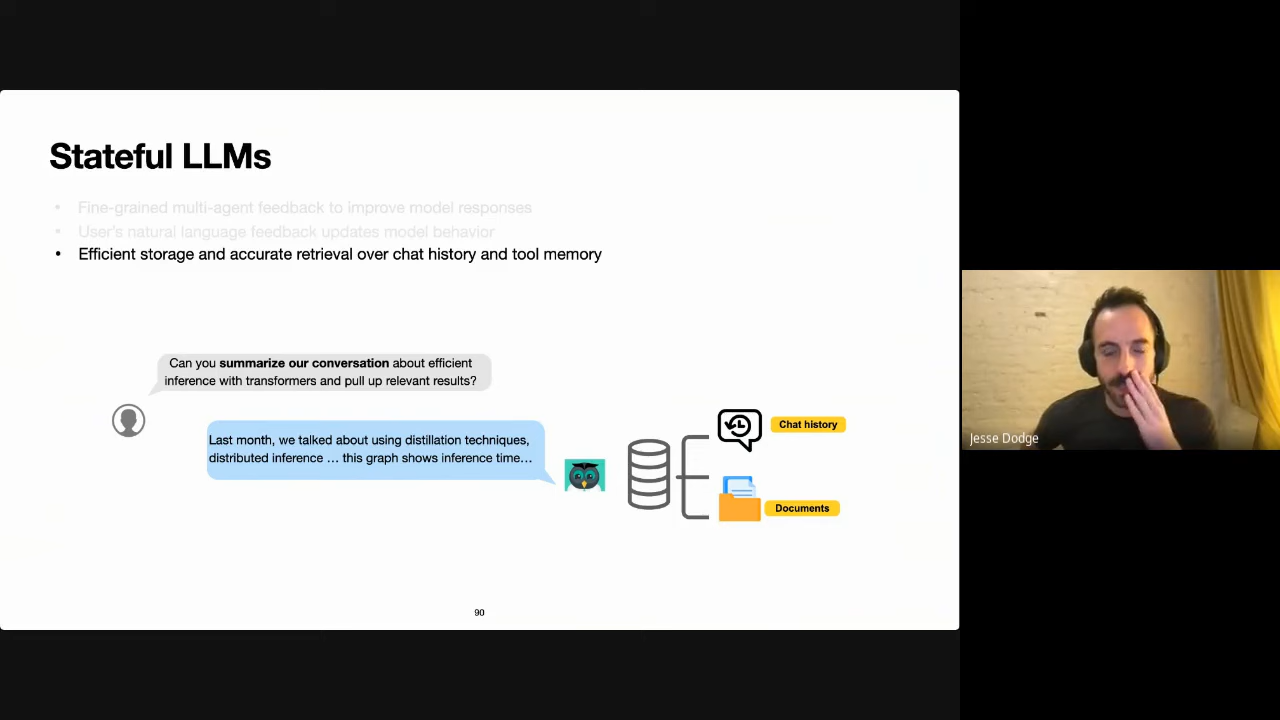 Stateful LLMs
• Fine-grained multi-agent feedback to improve model responses
• User's natural language feedback updates model behavior
• Efficient storage and accurate retrieval over chat history and tool memory
Can you summarize our conversation about efficient
inference with transformers and pull up relevant results?
Last month, we talked about using distillation techniques,
distributed inference … this graph shows inference time…
Chat history
Documents
90
Jesse Dodge